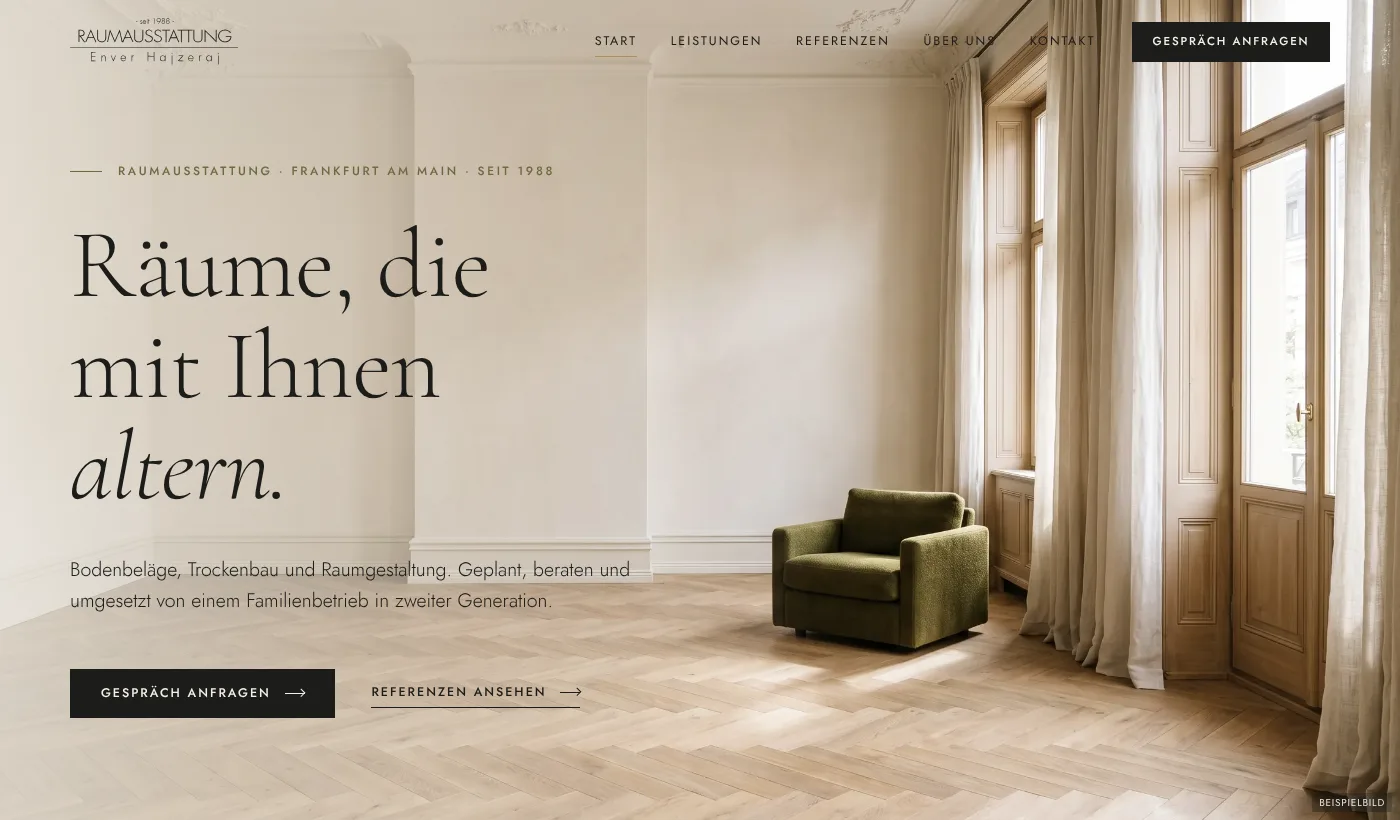 - seit 1988 -
RAUMAUSSTATTUNG
Enver Hajzeraj
START LEISTUNGEN REFERENZEN ÜBER UNS KONTAKT GESPRÄCH ANFRAGEN
RAUMAUSSTATTUNG · FRANKFURT AM MAIN · SEIT 1988
Räume, die
mit Ihnen
altern.
Bodenbeläge, Trockenbau und Raumgestaltung. Geplant, beraten und
umgesetzt von einem Familienbetrieb in zweiter Generation.
GESPRÄCH ANFRAGEN REFERENZEN ANSEHEN
BEISPIELBILD